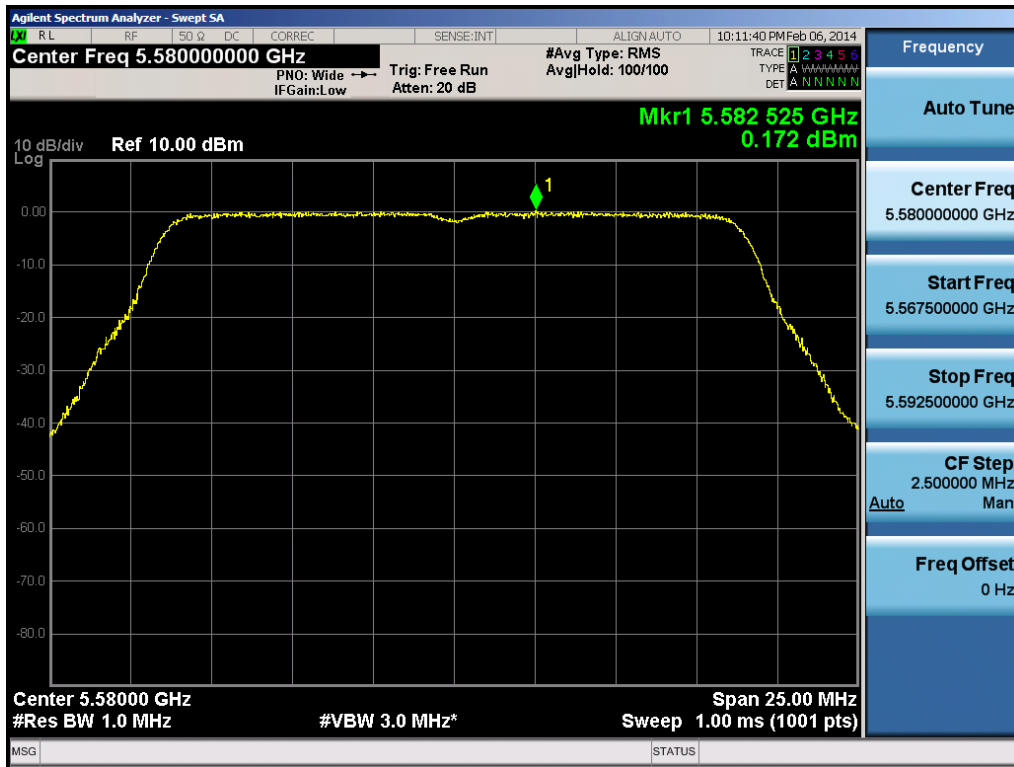 Agilent Spectrum Analyzer - Swept SA
LXI RL RF 50 Ω DC CORREC SENSE:INT ALIGN AUTO 10:11:40 PM Feb 06, 2014
Center Freq 5.580000000 GHz
PNO: Wide
IFGain:Low
Trig: Free Run
Atten: 20 dB
#Avg Type: RMS
Avg|Hold: 100/100
TRACE 1 2 3 4 5 6
TYPE A WWWWW
DET A N N N N N
Mkr1 5.582 525 GHz
0.172 dBm
10 dB/div Ref 10.00 dBm
Log
1
0.00
-10.0
-20.0
-30.0
-40.0
-50.0
-60.0
-70.0
-80.0
Center 5.58000 GHz Span 25.00 MHz
#Res BW 1.0 MHz #VBW 3.0 MHz* Sweep 1.00 ms (1001 pts)
MSG STATUS
Frequency
Auto Tune
Center Freq
5.580000000 GHz
Start Freq
5.567500000 GHz
Stop Freq
5.592500000 GHz
CF Step
2.500000 MHz
Auto Man
Freq Offset
0 Hz